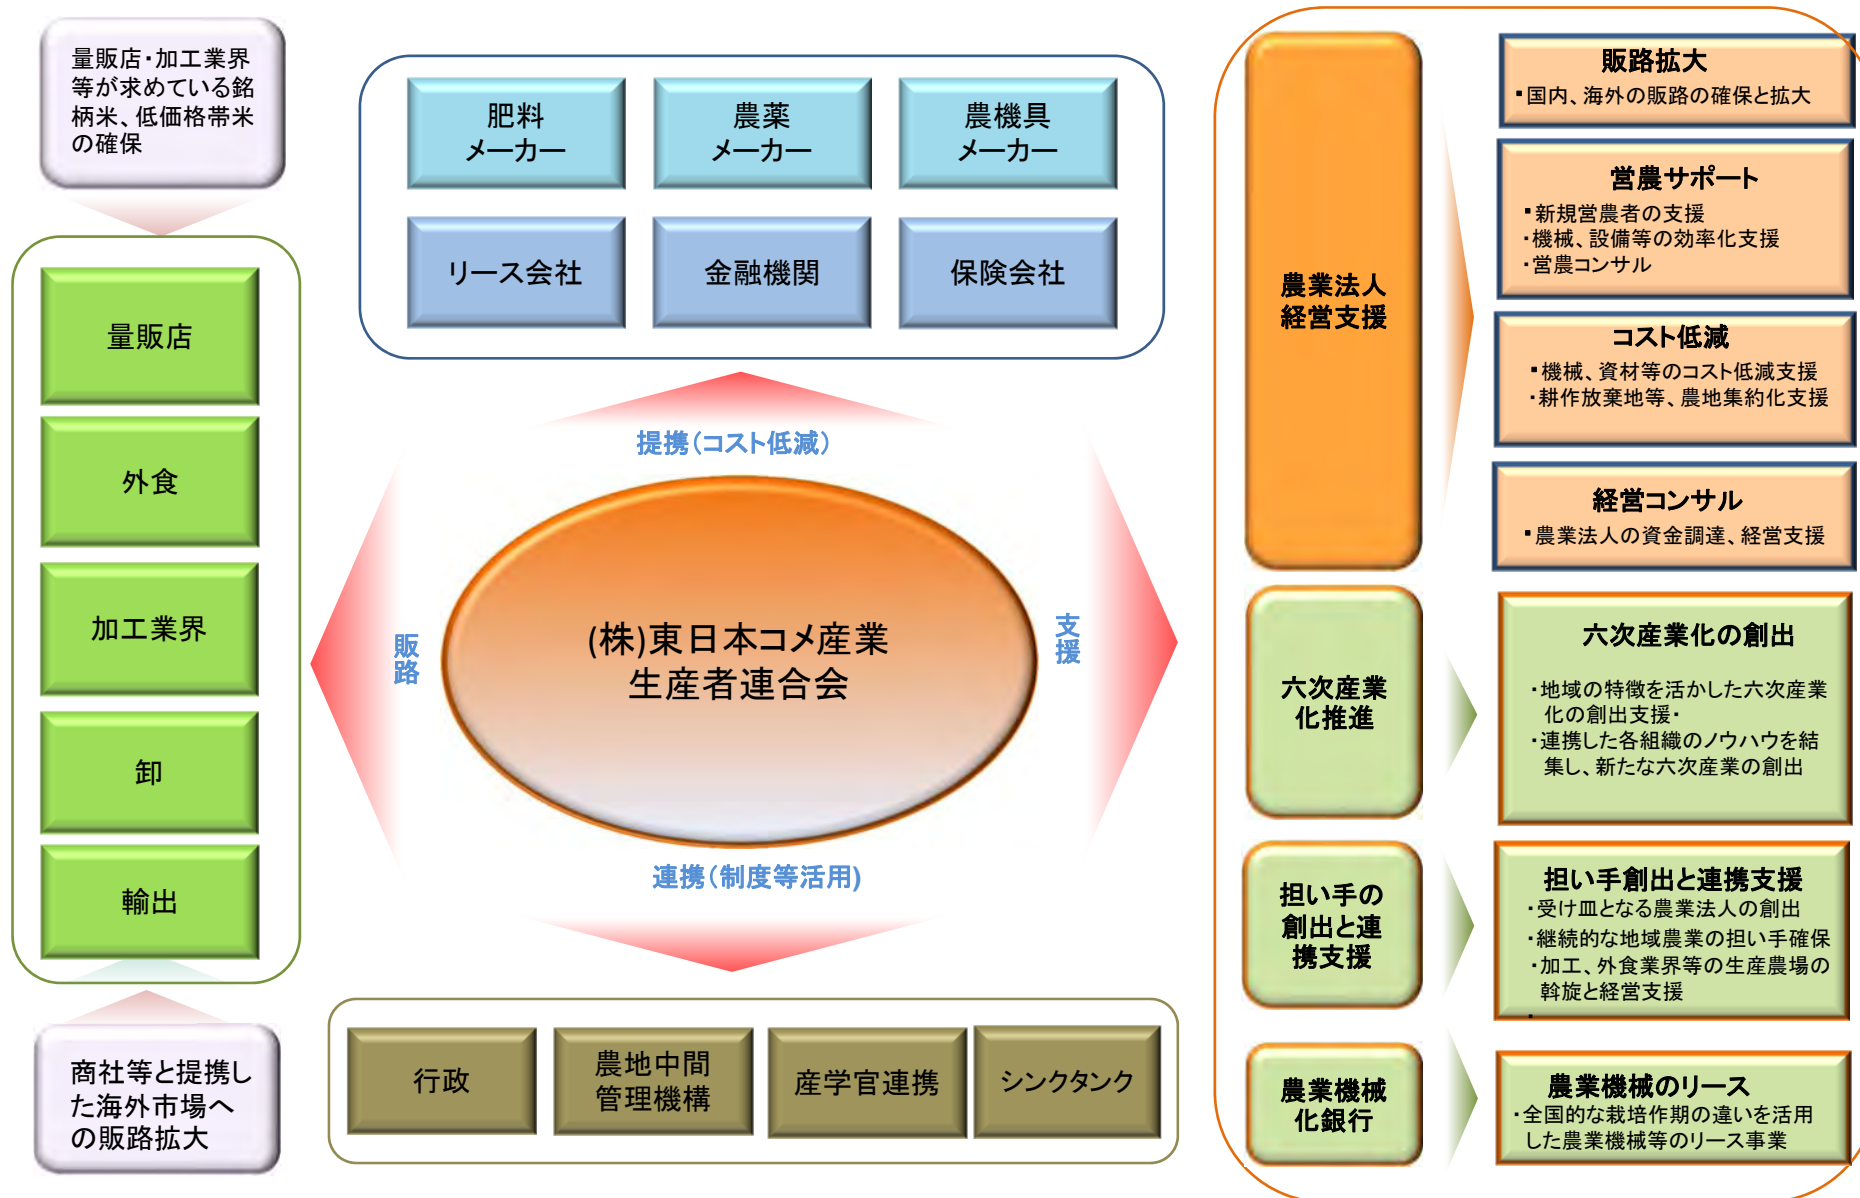 量販店・加工業界
等が求めている銘
柄米、低価格帯米
の確保
量販店
外食
加工業界
卸
輸出
商社等と提携し
た海外市場へ
の販路拡大
肥料
メーカー
農薬
メーカー
農機具
メーカー
リース会社
金融機関
保険会社
提携(コスト低減)
販路
(株)東日本コメ産業
生産者連合会
支援
連携(制度等活用)
行政
農地中間
管理機構
産学官連携
シンクタンク
農業法人
経営支援
販路拡大
▪国内、海外の販路の確保と拡大
営農サポート
▪新規営農者の支援
・機械、設備等の効率化支援
・営農コンサル
コスト低減
▪機械、資材等のコスト低減支援
・耕作放棄地等、農地集約化支援
経営コンサル
▪農業法人の資金調達、経営支援
六次産業
化推進
六次産業化の創出
・地域の特徴を活かした六次産業
化の創出支援・
・連携した各組織のノウハウを結
集し、新たな六次産業の創出
担い手の
創出と連
携支援
担い手創出と連携支援
・受け皿となる農業法人の創出
・継続的な地域農業の担い手確保
・加工、外食業界等の生産農場の
斡旋と経営支援
・
農業機械
化銀行
農業機械のリース
・全国的な栽培作期の違いを活用
した農業機械等のリース事業